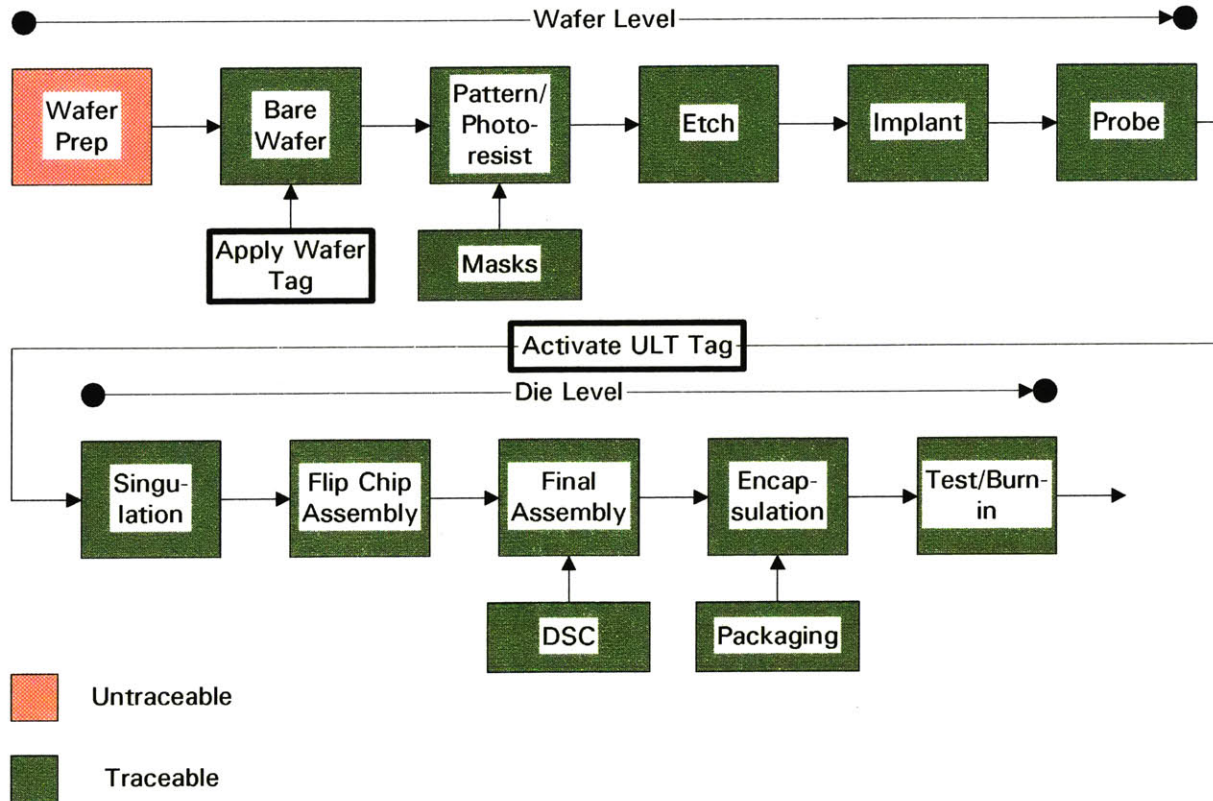 Wafer Level
Wafer
Prep
Bare
Wafer
Pattern/
Photo-
resist
Etch
Implant
Probe
Apply Wafer
Tag
Masks
Activate ULT Tag
Die Level
Singu-
lation
Flip Chip
Assembly
Final
Assembly
Encap-
sulation
Test/Burn-
in
DSC
Packaging
Untraceable
Traceable